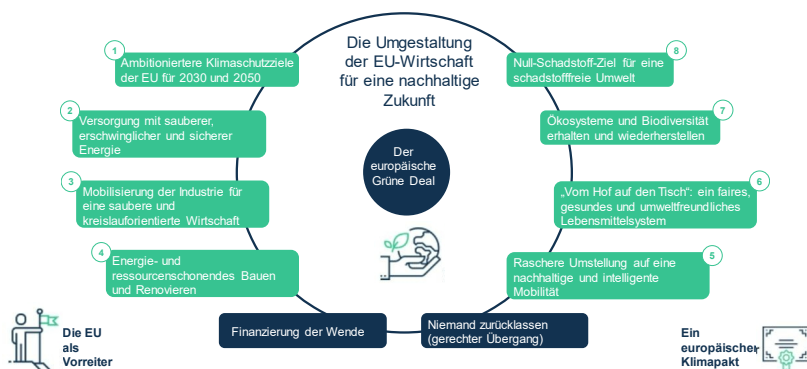 Die Umgestaltung
der EU-Wirtschaft
für eine nachhaltige
Zukunft
Der
europäische
Grüne Deal
1
Ambitioniertere Klimaschutzziele
der EU für 2030 und 2050
2
Versorgung mit sauberer,
erschwinglicher und sicherer
Energie
3
Mobilisierung der Industrie für
eine saubere und
kreislauforientierte Wirtschaft
4
Energie- und
ressourcenschonendes Bauen
und Renovieren
8
Null-Schadstoff-Ziel für eine
schadstofffreie Umwelt
7
Ökosysteme und Biodiversität
erhalten und wiederherstellen
6
„Vom Hof auf den Tisch“: ein faires,
gesundes und umweltfreundliches
Lebensmittelsystem
5
Raschere Umstellung auf eine
nachhaltige und intelligente
Mobilität
Finanzierung der Wende
Niemand zurücklassen
(gerechter Übergang)
Die EU
als
Vorreiter
Ein
europäischer
Klimapakt